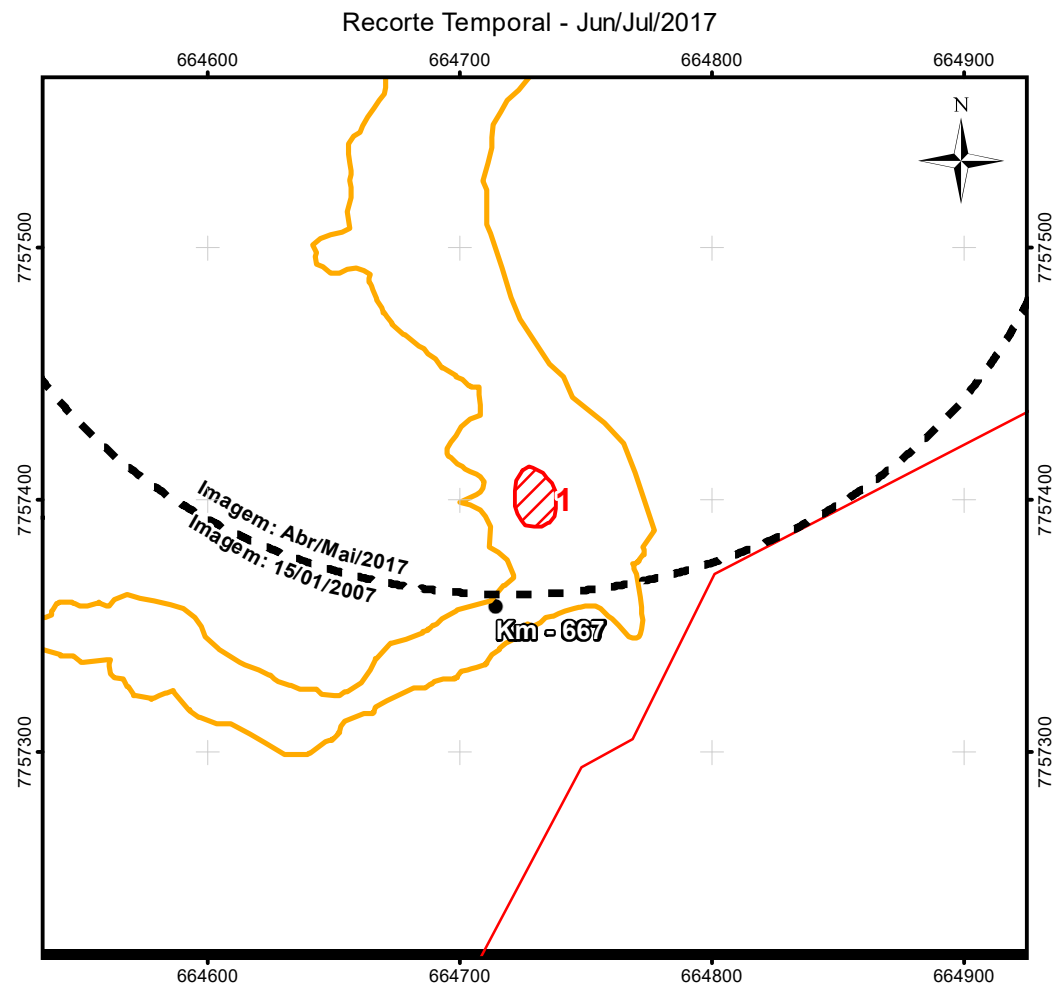 Recorte Temporal - Jun/Jul/2017
664600 664700 664800 664900
N
7757500 7757500
7757400 1 7757400
Imagem: Abr/Mai/2017
Imagem: 15/01/2007
Km - 667
7757300 7757300
664600 664700 664800 664900